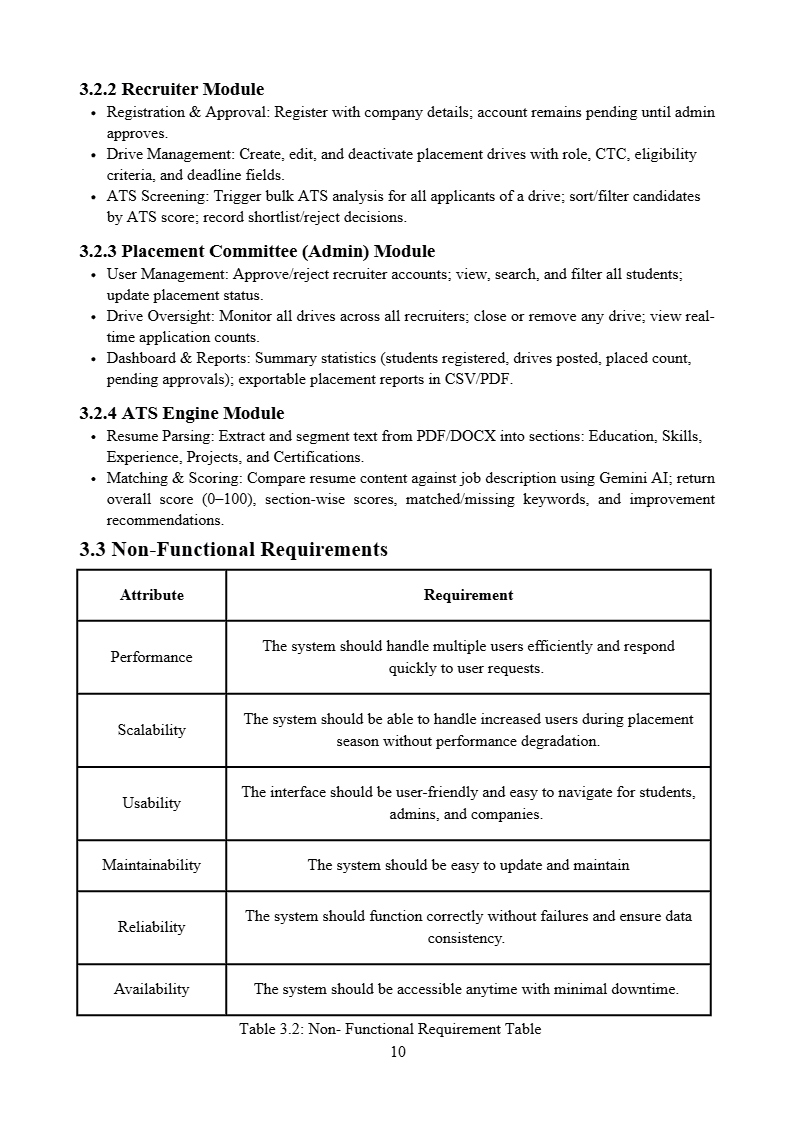 3.2.2 Recruiter Module
• Registration & Approval: Register with company details; account remains pending until admin
approves.
• Drive Management: Create, edit, and deactivate placement drives with role, CTC, eligibility
criteria, and deadline fields.
• ATS Screening: Trigger bulk ATS analysis for all applicants of a drive; sort/filter candidates
by ATS score; record shortlist/reject decisions.
3.2.3 Placement Committee (Admin) Module
• User Management: Approve/reject recruiter accounts; view, search, and filter all students;
update placement status.
• Drive Oversight: Monitor all drives across all recruiters; close or remove any drive; view real-
time application counts.
• Dashboard & Reports: Summary statistics (students registered, drives posted, placed count,
pending approvals); exportable placement reports in CSV/PDF.
3.2.4 ATS Engine Module
• Resume Parsing: Extract and segment text from PDF/DOCX into sections: Education, Skills,
Experience, Projects, and Certifications.
• Matching & Scoring: Compare resume content against job description using Gemini AI; return
overall score (0–100), section-wise scores, matched/missing keywords, and improvement
recommendations.
3.3 Non-Functional Requirements
Attribute Requirement
Performance
The system should handle multiple users efficiently and respond
quickly to user requests.
Scalability
The system should be able to handle increased users during placement
season without performance degradation.
Usability
The interface should be user-friendly and easy to navigate for students,
admins, and companies.
Maintainability
The system should be easy to update and maintain
Reliability
The system should function correctly without failures and ensure data
consistency.
Availability
The system should be accessible anytime with minimal downtime.
Table 3.2: Non- Functional Requirement Table
10